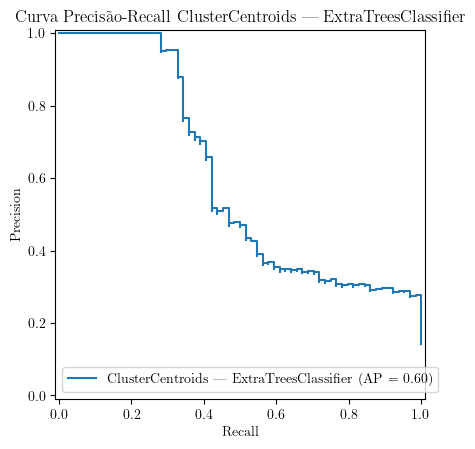 Curva Precisão-Recall ClusterCentroids — ExtraTreesClassifier
1.0
0.8
0.6
0.4
0.2
0.0
Precision
ClusterCentroids — ExtraTreesClassifier (AP = 0.60)
0.0 0.2 0.4 0.6 0.8 1.0
Recall